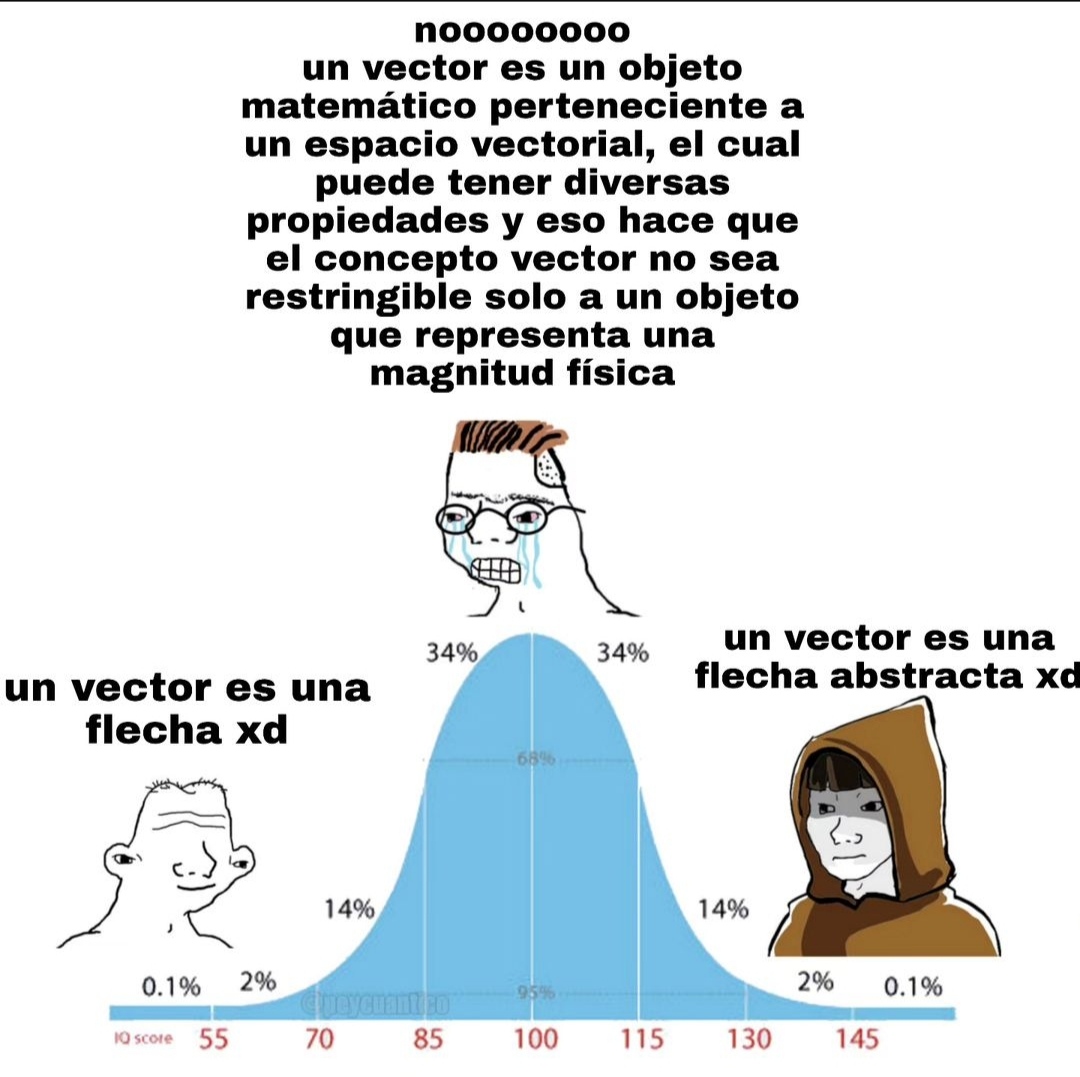 noooooooo
un vector es un objeto
matemático perteneciente a
un espacio vectorial, el cual
puede tener diversas
propiedades y eso hace que
el concepto vector no sea
restringible solo a un objeto
que representa una
magnitud física
un vector es una
flecha xd
un vector es una
flecha abstracta xd
34% 34%
68%
14% 14%
0.1% 2% 95% 2% 0.1%
@neycuantico
IQ score 55 70 85 100 115 130 145